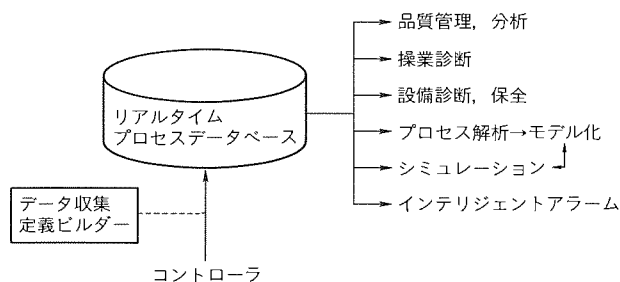 品質管理，分析
操業診断
設備診断，保全
プロセス解析→モデル化
シミュレーション
インテリジェントアラーム
リアルタイム
プロセスデータベース
データ収集
定義ビルダー
コントローラ